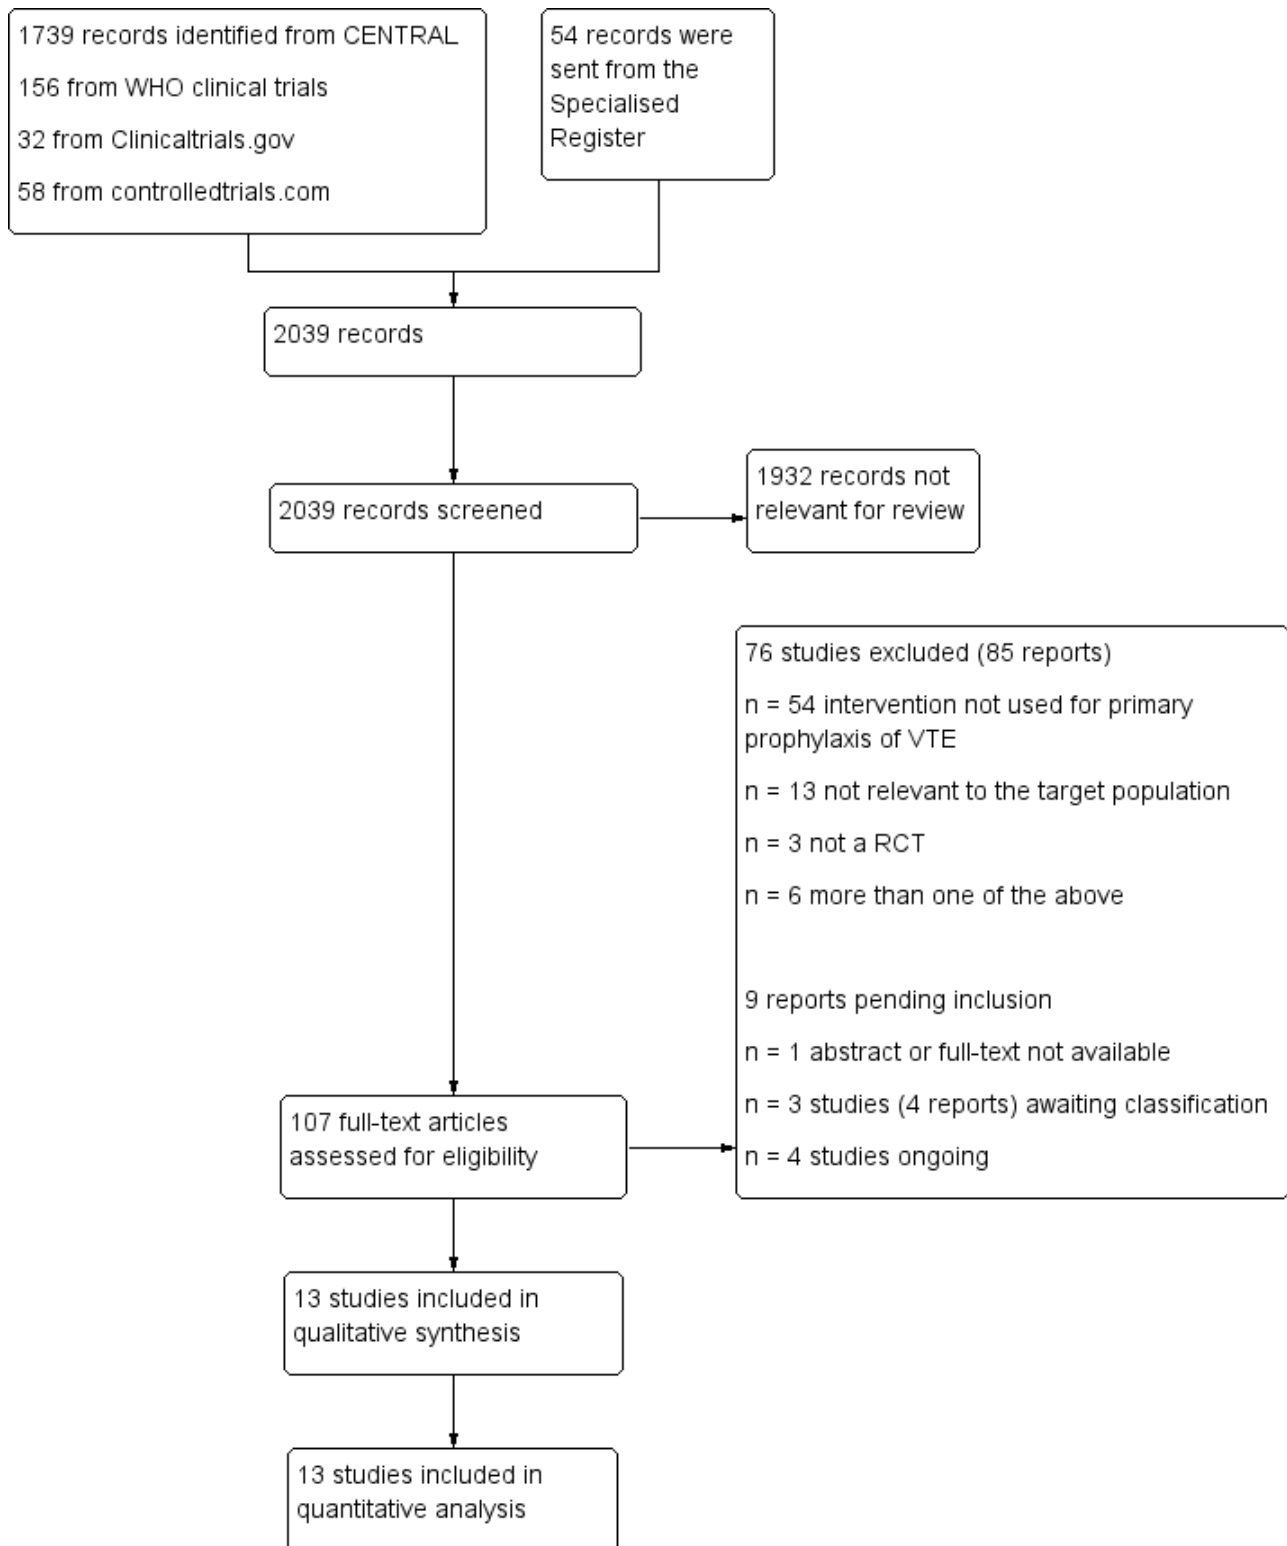 1739 records identified from CENTRAL
156 from WHO clinical trials
32 from Clinicaltrials.gov
58 from controlledtrials.com
54 records were
sent from the
Specialised
Register
2039 records
2039 records screened
1932 records not
relevant for review
76 studies excluded (85 reports)
n = 54 intervention not used for primary
prophylaxis of VTE
n = 13 not relevant to the target population
n = 3 not a RCT
n = 6 more than one of the above
9 reports pending inclusion
n = 1 abstract or full-text not available
n = 3 studies (4 reports) awaiting classification
n = 4 studies ongoing
107 full-text articles
assessed for eligibility
13 studies included in
qualitative synthesis
13 studies included in
quantitative analysis